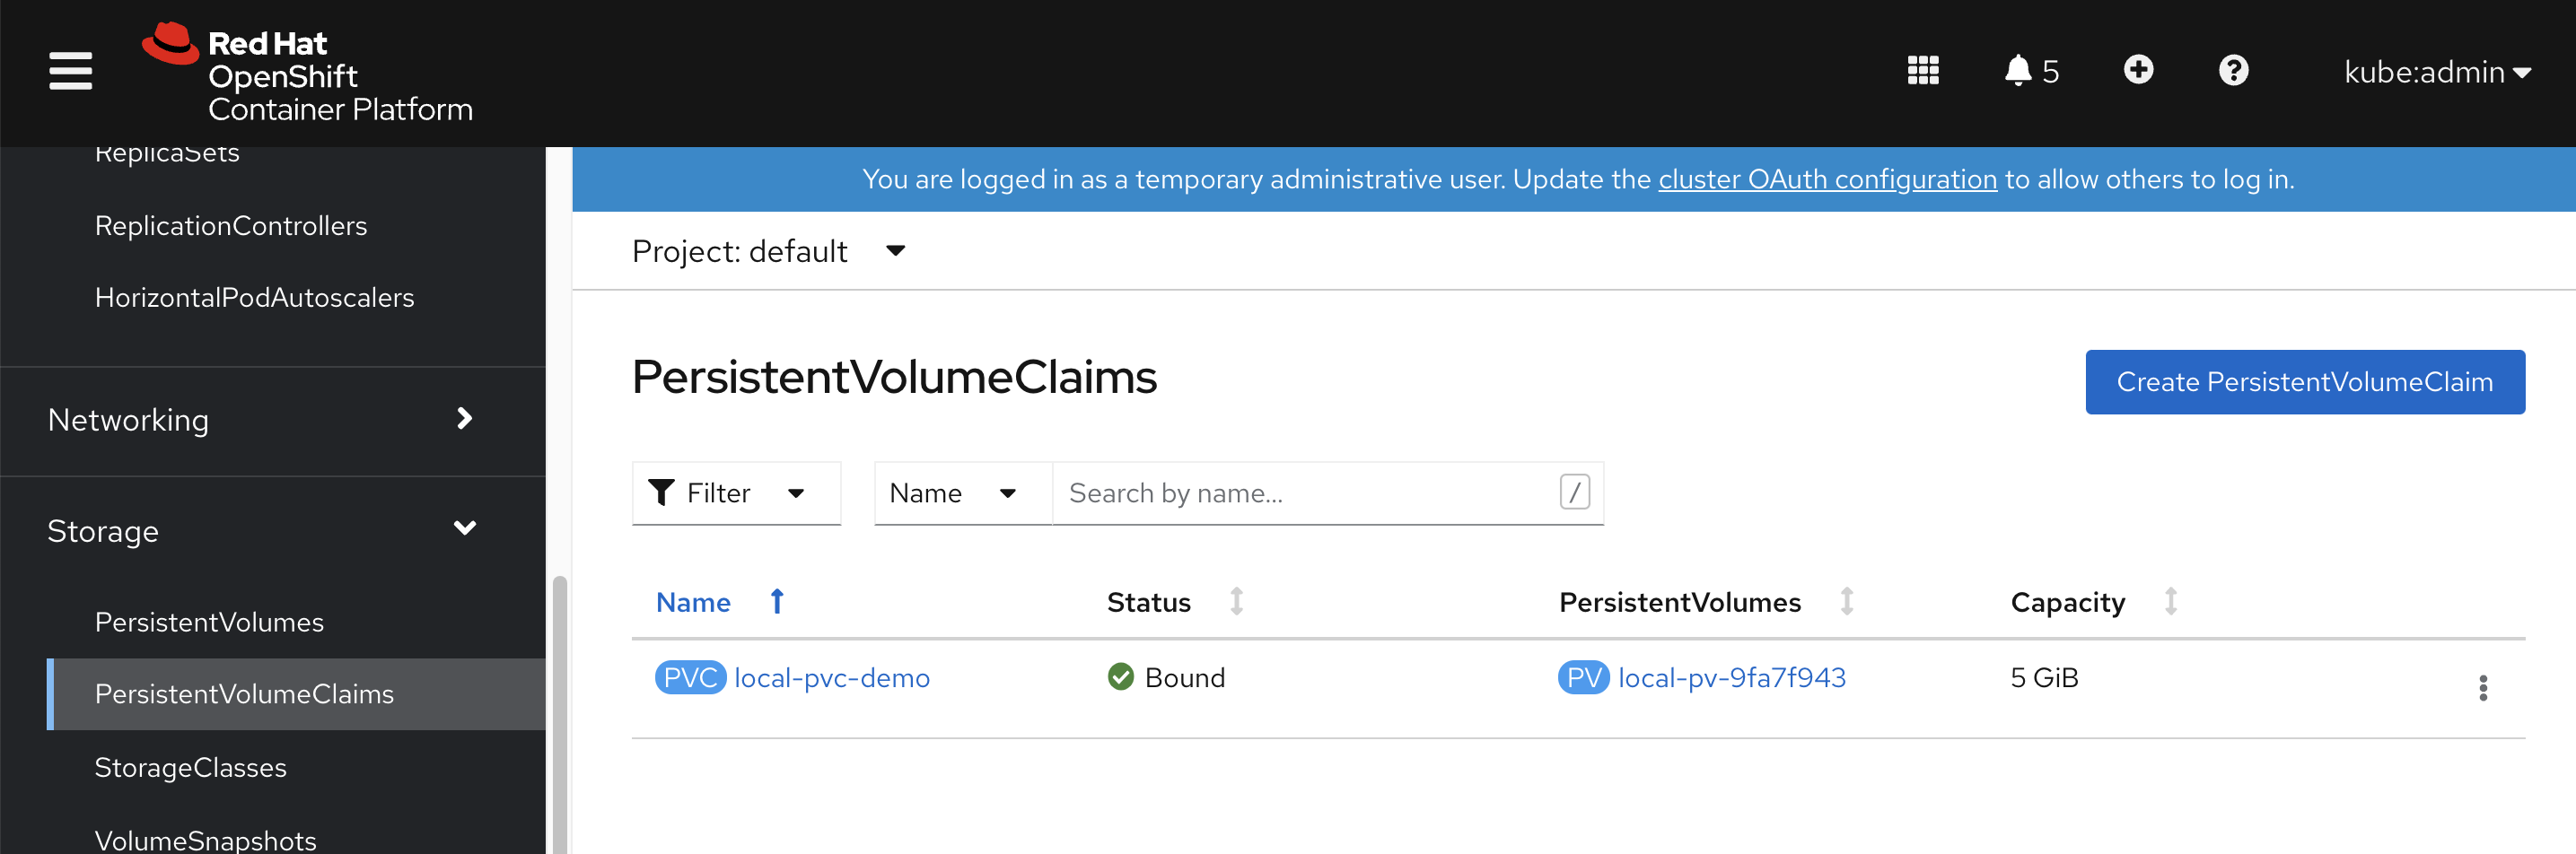 Red Hat
OpenShift
Container Platform
5
kube:admin
ReplicaSets
ReplicationControllers
HorizontalPodAutoscalers
Networking
Storage
PersistentVolumes
PersistentVolumeClaims
StorageClasses
VolumeSnapshots
You are logged in as a temporary administrative user. Update the cluster OAuth configuration to allow others to log in.
Project: default
PersistentVolumeClaims
Create PersistentVolumeClaim
Filter Name Search by name... /
Name Status PersistentVolumes Capacity
PVC local-pvc-demo Bound PV local-pv-9fa7f943 5 GiB